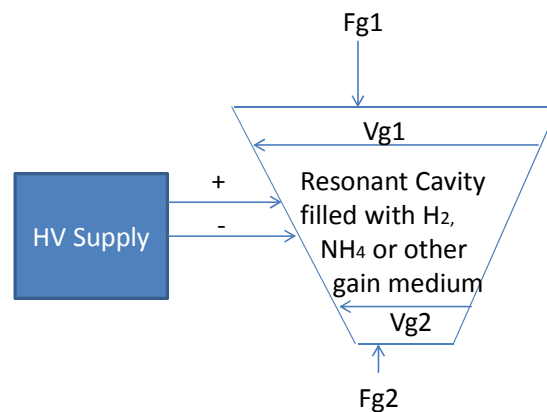 Fg1
Vg1
+
HV Supply
-
Resonant Cavity
filled with H2,
NH4 or other
gain medium
Vg2
Fg2